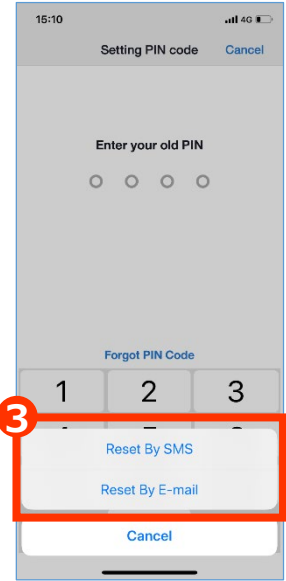 15:10 4G
Setting PIN code Cancel
Enter your old PIN
Forgot PIN Code
1 2 3
3
Reset By SMS
Reset By E-mail
Cancel